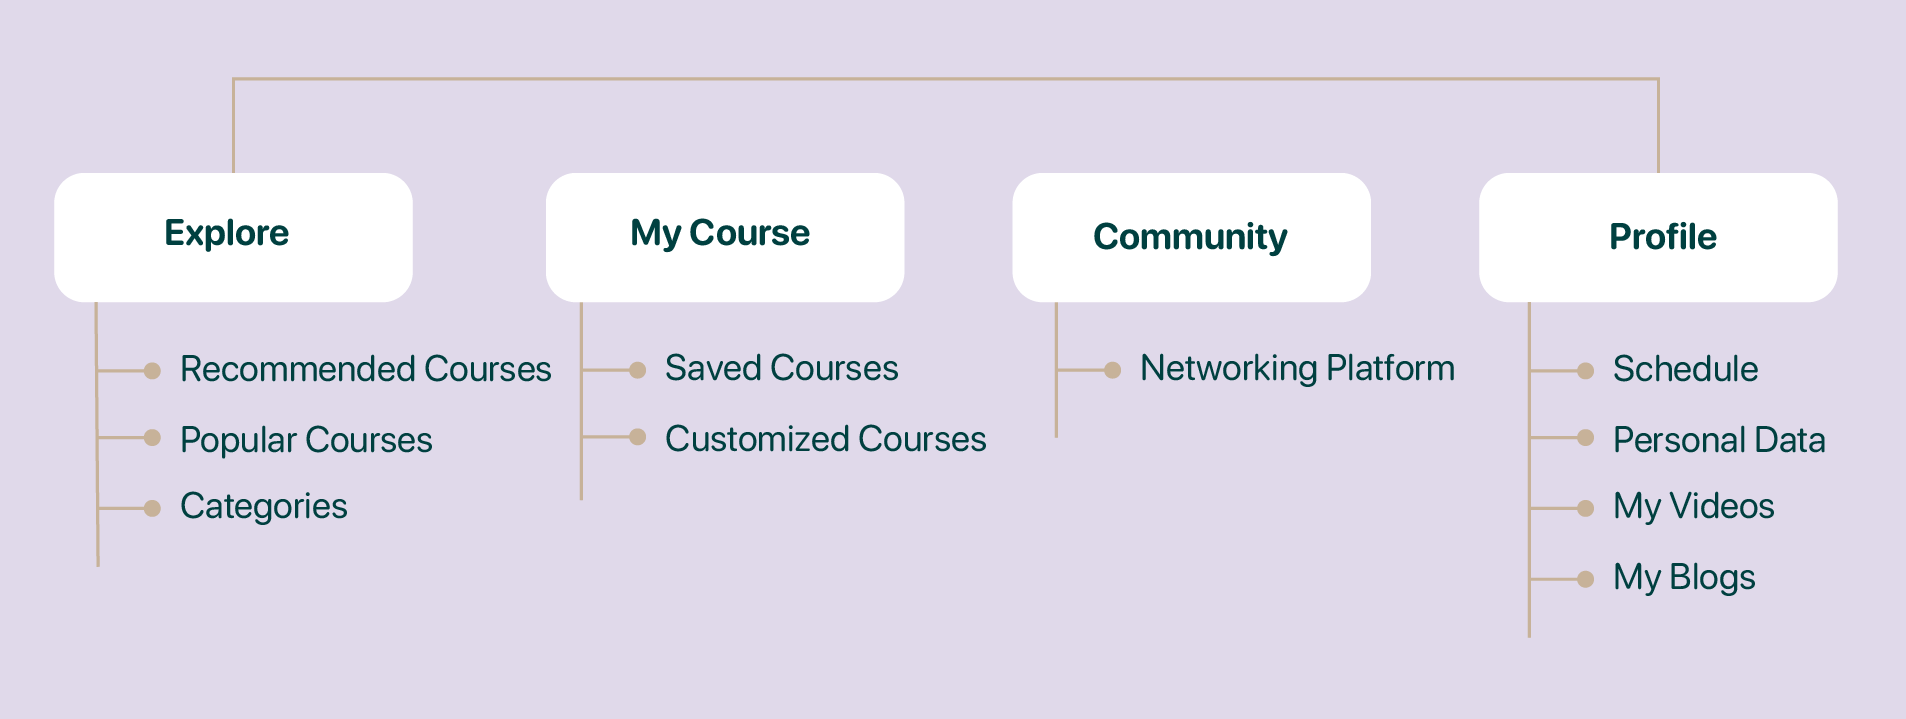 Explore
Recommended Courses
Popular Courses
Categories
My Course
Saved Courses
Customized Courses
Community
Networking Platform
Profile
Schedule
Personal Data
My Videos
My Blogs